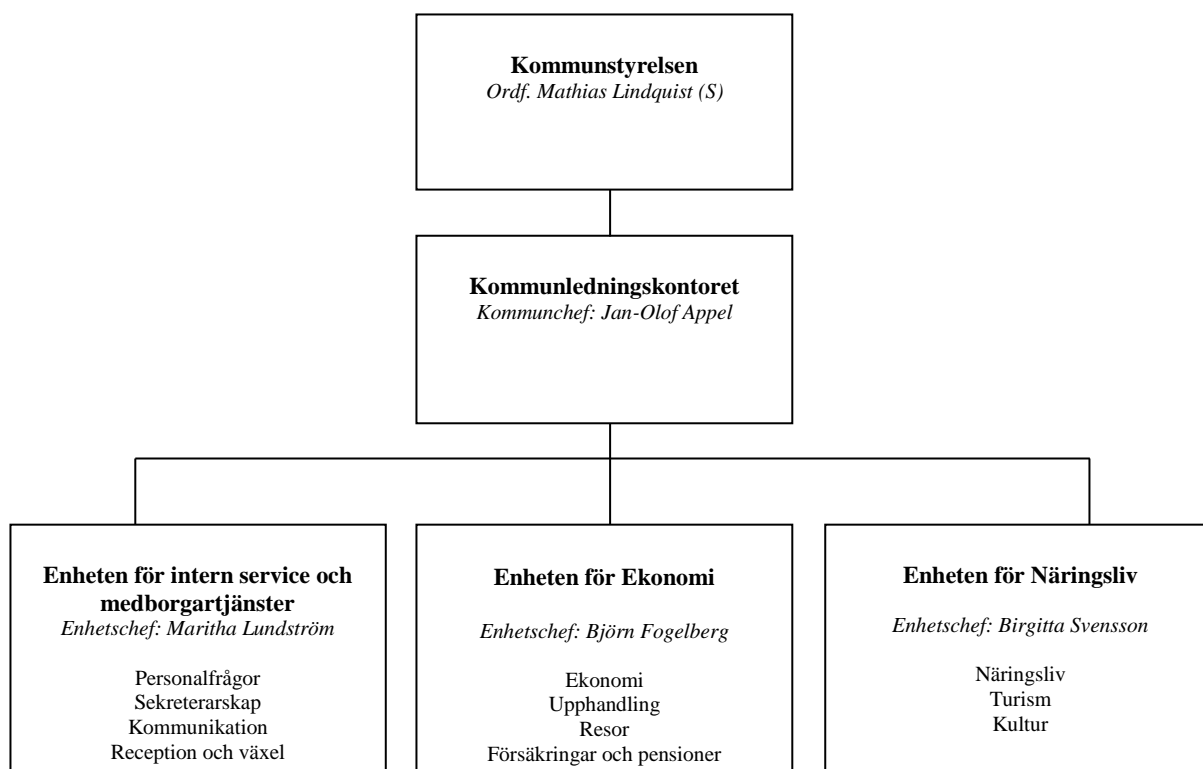 Kommunstyrelsen
Ordf. Mathias Lindquist (S)
Kommunledningskontoret
Kommunchef: Jan-Olof Appel
Enheten för intern service och
medborgartjänster
Enhetschef: Maritha Lundström
Personalfrågor
Sekreterarskap
Kommunikation
Reception och växel
Enheten för Ekonomi
Enhetschef: Björn Fogelberg
Ekonomi
Upphandling
Resor
Försäkringar och pensioner
Enheten för Näringsliv
Enhetschef: Birgitta Svensson
Näringsliv
Turism
Kultur